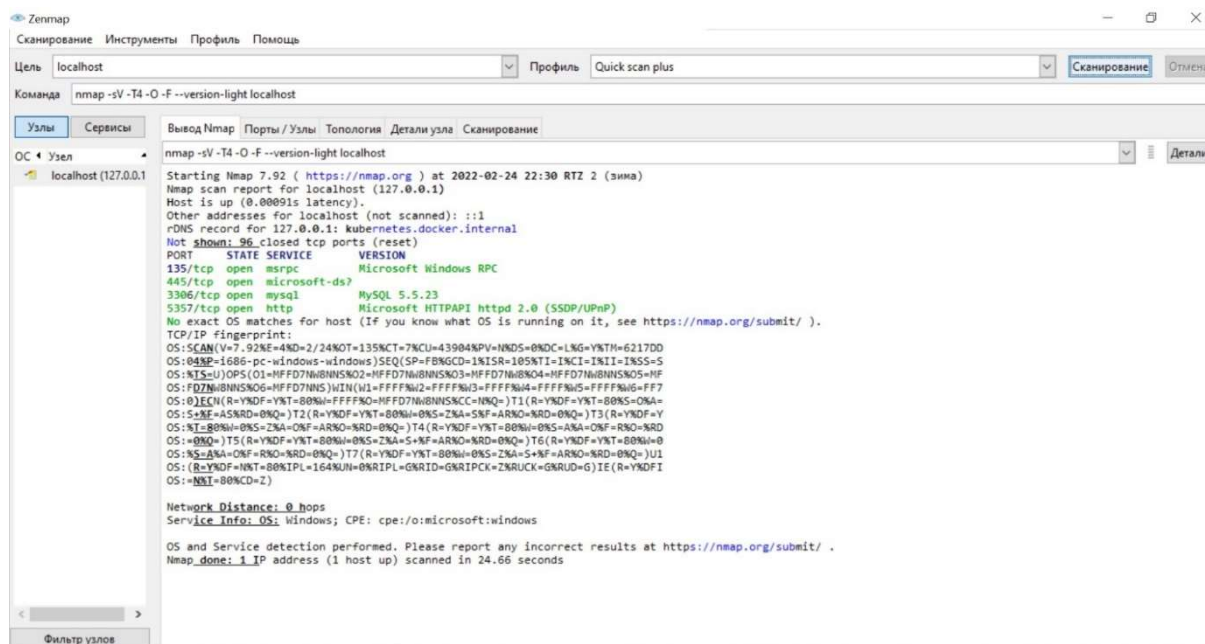 Zenmap
Сканирование Инструменты Профиль Помощь
Цель localhost Профиль Quick scan plus Сканирование Отмена
Команда nmap -sV -T4 -O -F --version-light localhost
Узлы Сервисы Вывод Nmap Порты / Узлы Топология Детали узла Сканирование
ОС Узел nmap -sV -T4 -O -F --version-light localhost Детали
localhost (127.0.0.1
Starting Nmap 7.92 ( https://nmap.org ) at 2022-02-24 22:30 RTZ 2 (зима)
Nmap scan report for localhost (127.0.0.1)
Host is up (0.00091s latency).
Other addresses for localhost (not scanned): ::1
rDNS record for 127.0.0.1: kubernetes.docker.internal
Not shown: 96 closed tcp ports (reset)
PORT STATE SERVICE VERSION
135/tcp open msrpc Microsoft Windows RPC
445/tcp open microsoft-ds?
3306/tcp open mysql MySQL 5.5.23
5357/tcp open http Microsoft HTTPAPI httpd 2.0 (SSDP/UPnP)
No exact OS matches for host (If you know what OS is running on it, see https://nmap.org/submit/ ).
TCP/IP fingerprint:
OS:SCAN(V=7.92%E=4%D=2/24%OT=135%CT=7%CU=43904%PV=N%DS=0%DC=L%G=Y%TM=6217DD
OS:04%P=i686-pc-windows-windows)SEQ(SP=FB%GCD=1%ISR=105%TI=I%CI=I%II=I%SS=S
OS:%TS=U)OPS(O1=MFFD7NW8NNS%O2=MFFD7NW8NNS%O3=MFFD7NW8%O4=MFFD7NW8NNS%O5=MF
OS:FD7NW8NNS%O6=MFFD7NNS)WIN(W1=FFFF%W2=FFFF%W3=FFFF%W4=FFFF%W5=FFFF%W6=FF7
OS:0)ECN(R=Y%DF=Y%T=80%W=FFFF%O=MFFD7NW8NNS%CC=N%Q=)T1(R=Y%DF=Y%T=80%S=O%A=
OS:S+%F=AS%RD=0%Q=)T2(R=Y%DF=Y%T=80%W=0%S=Z%A=S%F=AR%O=%RD=0%Q=)T3(R=Y%DF=Y
OS:%T=80%W=0%S=Z%A=O%F=AR%O=%RD=0%Q=)T4(R=Y%DF=Y%T=80%W=0%S=A%A=O%F=R%O=%RD
OS:=0%Q=)T5(R=Y%DF=Y%T=80%W=0%S=Z%A=S+%F=AR%O=%RD=0%Q=)T6(R=Y%DF=Y%T=80%W=0
OS:%S=A%A=O%F=R%O=%RD=0%Q=)T7(R=Y%DF=Y%T=80%W=0%S=Z%A=S+%F=AR%O=%RD=0%Q=)U1
OS:(R=Y%DF=N%T=80%IPL=164%UN=0%RIPL=G%RID=G%RIPCK=Z%RUCK=G%RUD=G)IE(R=Y%DFI
OS:=N%T=80%CD=Z)
Network Distance: 0 hops
Service Info: OS: Windows; CPE: cpe:/o:microsoft:windows
OS and Service detection performed. Please report any incorrect results at https://nmap.org/submit/ .
Nmap done: 1 IP address (1 host up) scanned in 24.66 seconds
Фильтр узлов